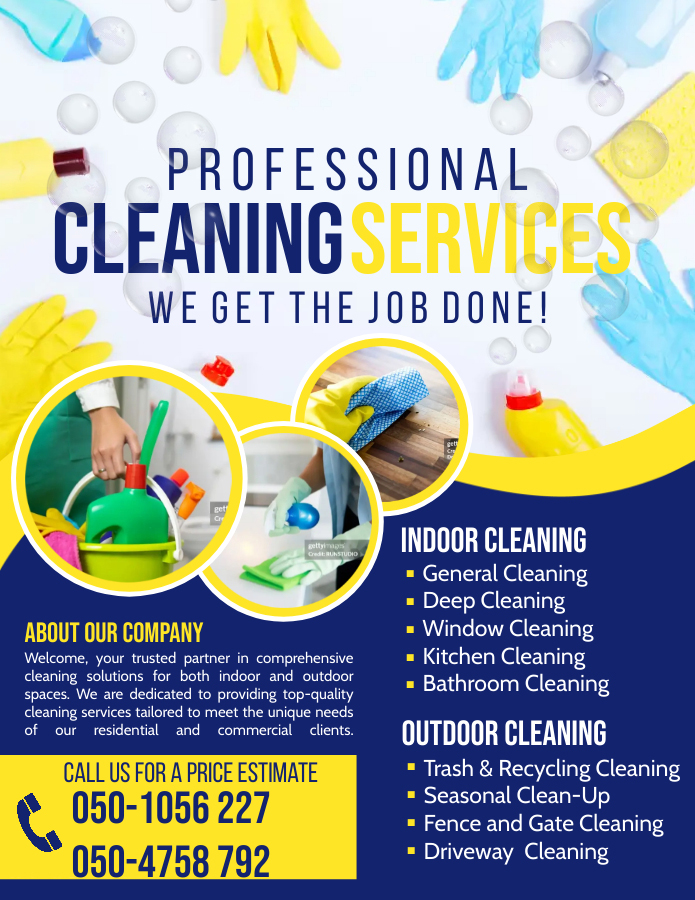 PROFESSIONAL
CLEANING SERVICES
WE GET THE JOB DONE!
gettyimages
Credit: BLINSTUDIO
INDOOR CLEANING
General Cleaning
Deep Cleaning
Window Cleaning
Kitchen Cleaning
Bathroom Cleaning
ABOUT OUR COMPANY
Welcome, your trusted partner in comprehensive
cleaning solutions for both indoor and outdoor
spaces. We are dedicated to providing top-quality
cleaning services tailored to meet the unique needs
of our residential and commercial clients.
CALL US FOR A PRICE ESTIMATE
050-1056 227
050-4758 792
OUTDOOR CLEANING
Trash & Recycling Cleaning
Seasonal Clean-Up
Fence and Gate Cleaning
Driveway Cleaning